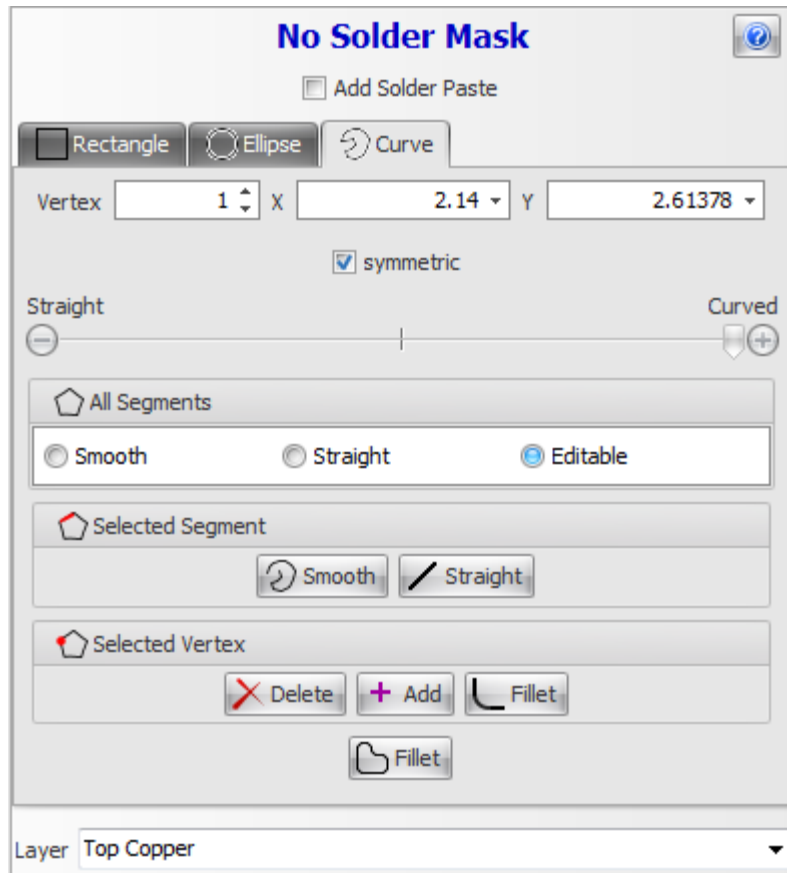 No Solder Mask
Add Solder Paste
Rectangle Ellipse Curve
Vertex 1 X 2.14 Y 2.61378
symmetric
Straight Curved
All Segments
Smooth Straight Editable
Selected Segment
Smooth Straight
Selected Vertex
Delete Add Fillet
Fillet
Layer Top Copper